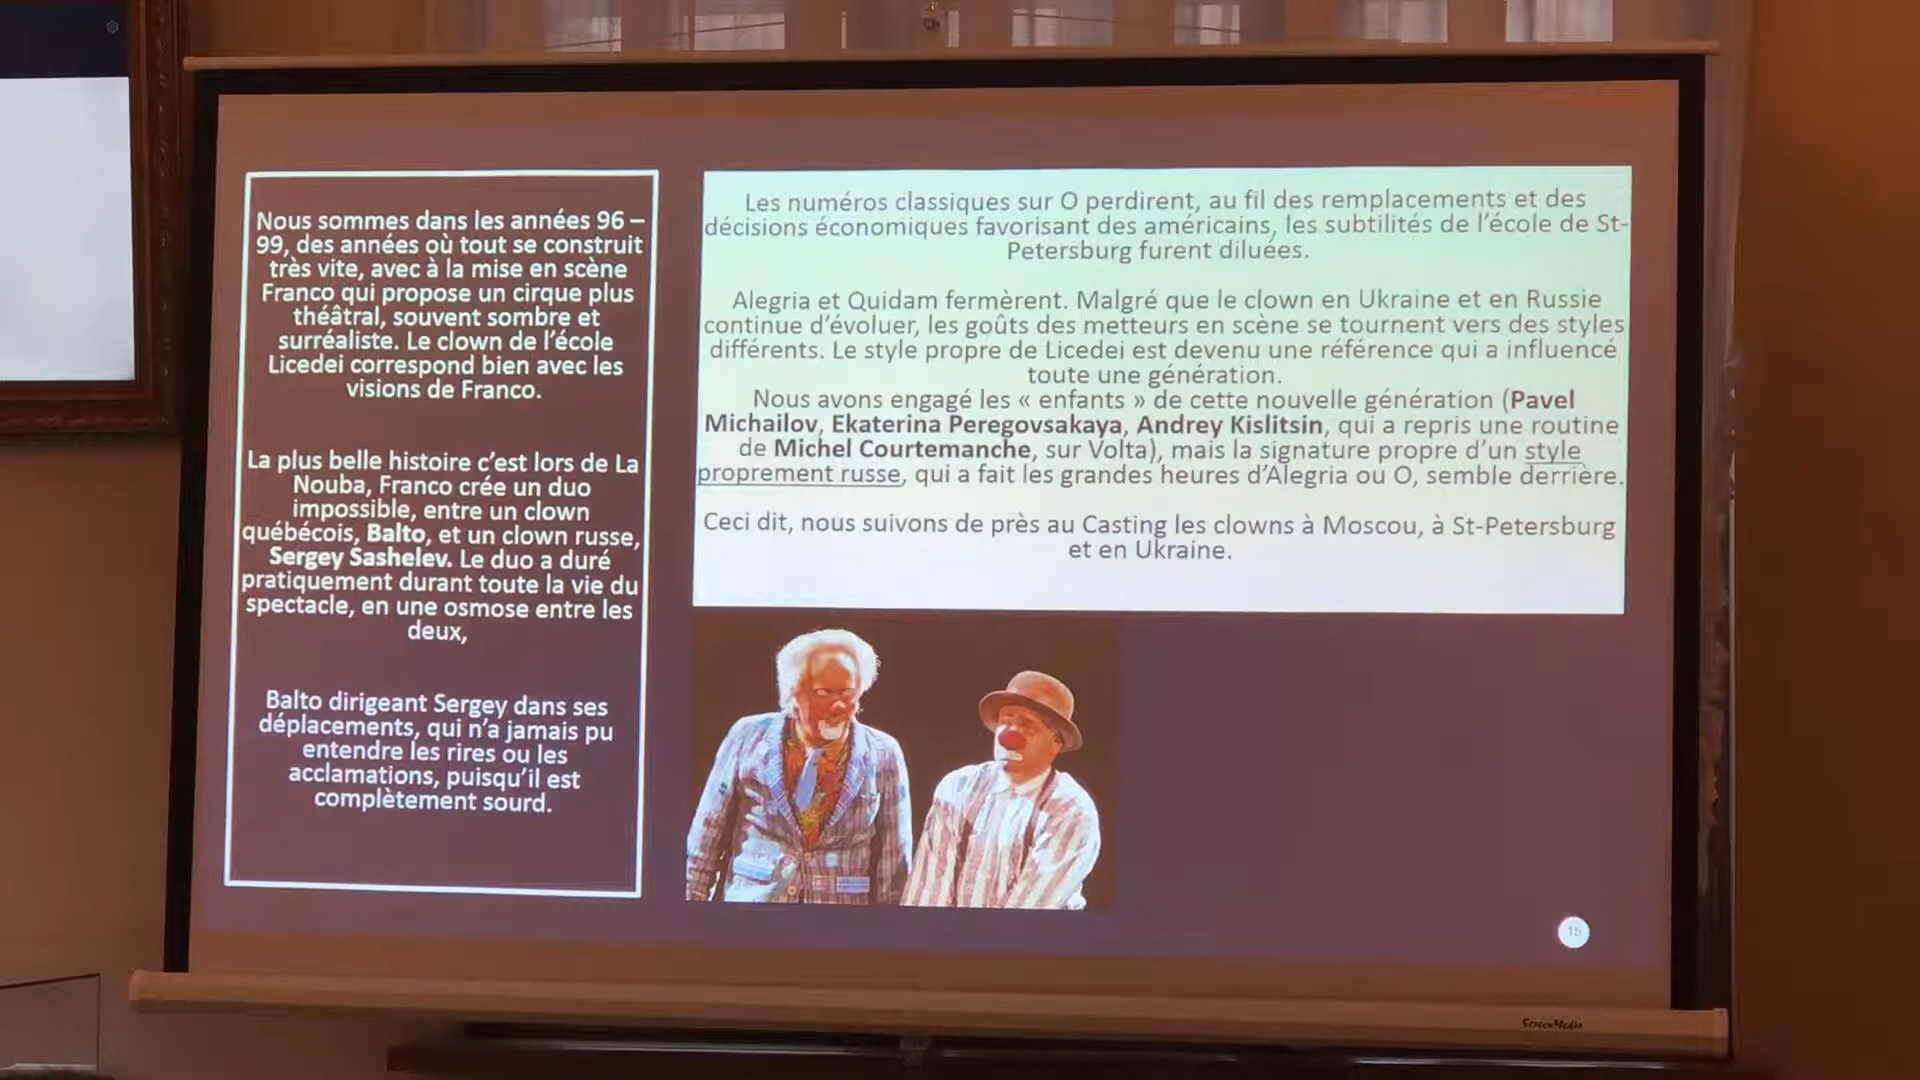 Nous sommes dans les années 96 –
99, des années où tout se construit
très vite, avec à la mise en scène
Franco qui propose un cirque plus
théâtral, souvent sombre et
surréaliste. Le clown de l'école
Licedei correspond bien avec les
visions de Franco.
La plus belle histoire c'est lors de La
Nouba, Franco crée un duo
impossible, entre un clown
québécois, Balto, et un clown russe,
Sergey Sashelev. Le duo a duré
pratiquement durant toute la vie du
spectacle, en une osmose entre les
deux,
Balto dirigeant Sergey dans ses
déplacements, qui n'a jamais pu
entendre les rires ou les
acclamations, puisqu'il est
complètement sourd.
Les numéros classiques sur O perdirent, au fil des remplacements et des
décisions économiques favorisant des américains, les subtilités de l'école de St-
Petersburg furent diluées.
Alegria et Quidam fermèrent. Malgré que le clown en Ukraine et en Russie
continue d'évoluer, les goûts des metteurs en scène se tournent vers des styles
différents. Le style propre de Licedei est devenu une référence qui a influencé
toute une génération.
Nous avons engagé les « enfants » de cette nouvelle génération (Pavel
Michailov, Ekaterina Peregovsakaya, Andrey Kislitsin, qui a repris une routine
de Michel Courtemanche, sur Volta), mais la signature propre d'un style
proprement russe, qui a fait les grandes heures d'Alegria ou O, semble derrière.
Ceci dit, nous suivons de près au Casting les clowns à Moscou, à St-Petersburg
et en Ukraine.
15
ScreenMedia